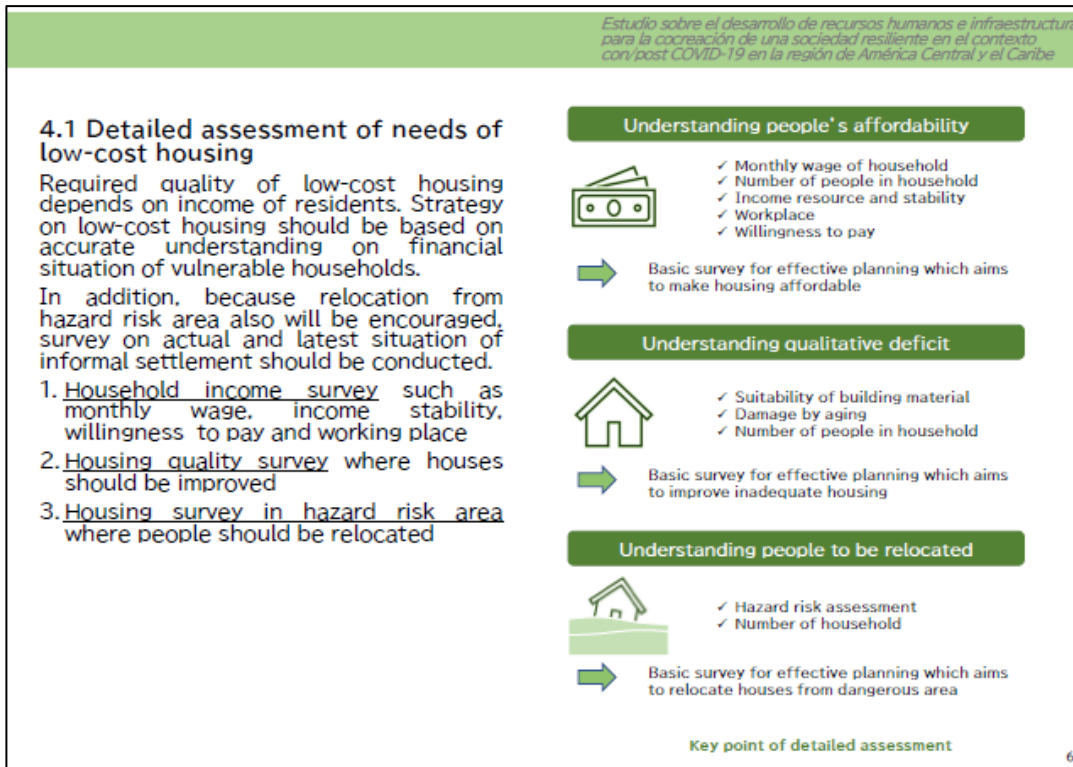 Estudio sobre el desarrollo de recursos humanos e infraestructura
para la cocreación de una sociedad resiliente en el contexto
con/post COVID-19 en la región de América Central y el Caribe
4.1 Detailed assessment of needs of
low-cost housing
Required quality of low-cost housing
depends on income of residents. Strategy
on low-cost housing should be based on
accurate understanding on financial
situation of vulnerable households.
In addition, because relocation from
hazard risk area also will be encouraged,
survey on actual and latest situation of
informal settlement should be conducted.
1. Household income survey such as
monthly wage, income stability,
willingness to pay and working place
2. Housing quality survey where houses
should be improved
3. Housing survey in hazard risk area
where people should be relocated
Understanding people's affordability
✓ Monthly wage of household
✓ Number of people in household
✓ Income resource and stability
✓ Workplace
✓ Willingness to pay
Basic survey for effective planning which aims
to make housing affordable
Understanding qualitative deficit
✓ Suitability of building material
✓ Damage by aging
✓ Number of people in household
Basic survey for effective planning which aims
to improve inadequate housing
Understanding people to be relocated
✓ Hazard risk assessment
✓ Number of household
Basic survey for effective planning which aims
to relocate houses from dangerous area
Key point of detailed assessment
6